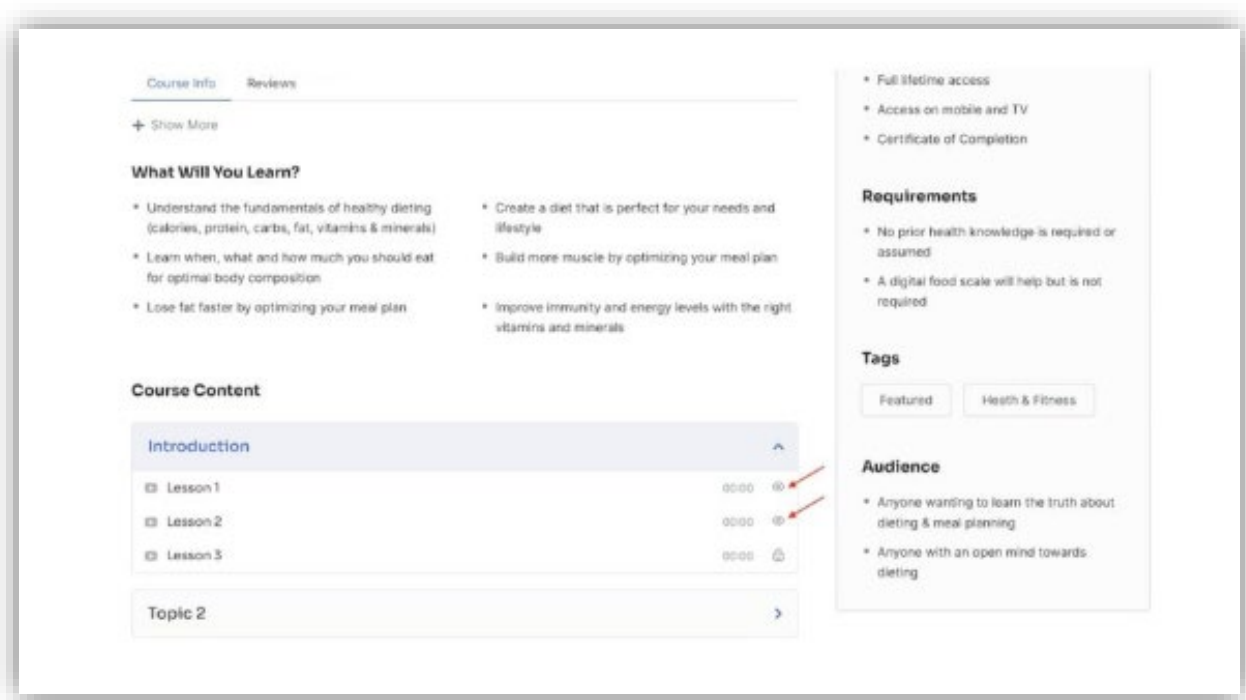 Course Info Reviews
+ Show More
What Will You Learn?
• Understand the fundamentals of healthy dieting
(calories, protein, carbs, fat, vitamins & minerals)
• Learn when, what and how much you should eat
for optimal body composition
• Lose fat faster by optimizing your meal plan
• Create a diet that is perfect for your needs and
lifestyle
• Build more muscle by optimizing your meal plan
• Improve immunity and energy levels with the right
vitamins and minerals
Course Content
Introduction
Lesson 1 00:00
Lesson 2 00:00
Lesson 3 00:00
Topic 2
• Full lifetime access
• Access on mobile and TV
• Certificate of Completion
Requirements
• No prior health knowledge is required or
assumed
• A digital food scale will help but is not
required
Tags
Featured Heath & Fitness
Audience
• Anyone wanting to learn the truth about
dieting & meal planning
• Anyone with an open mind towards
dieting